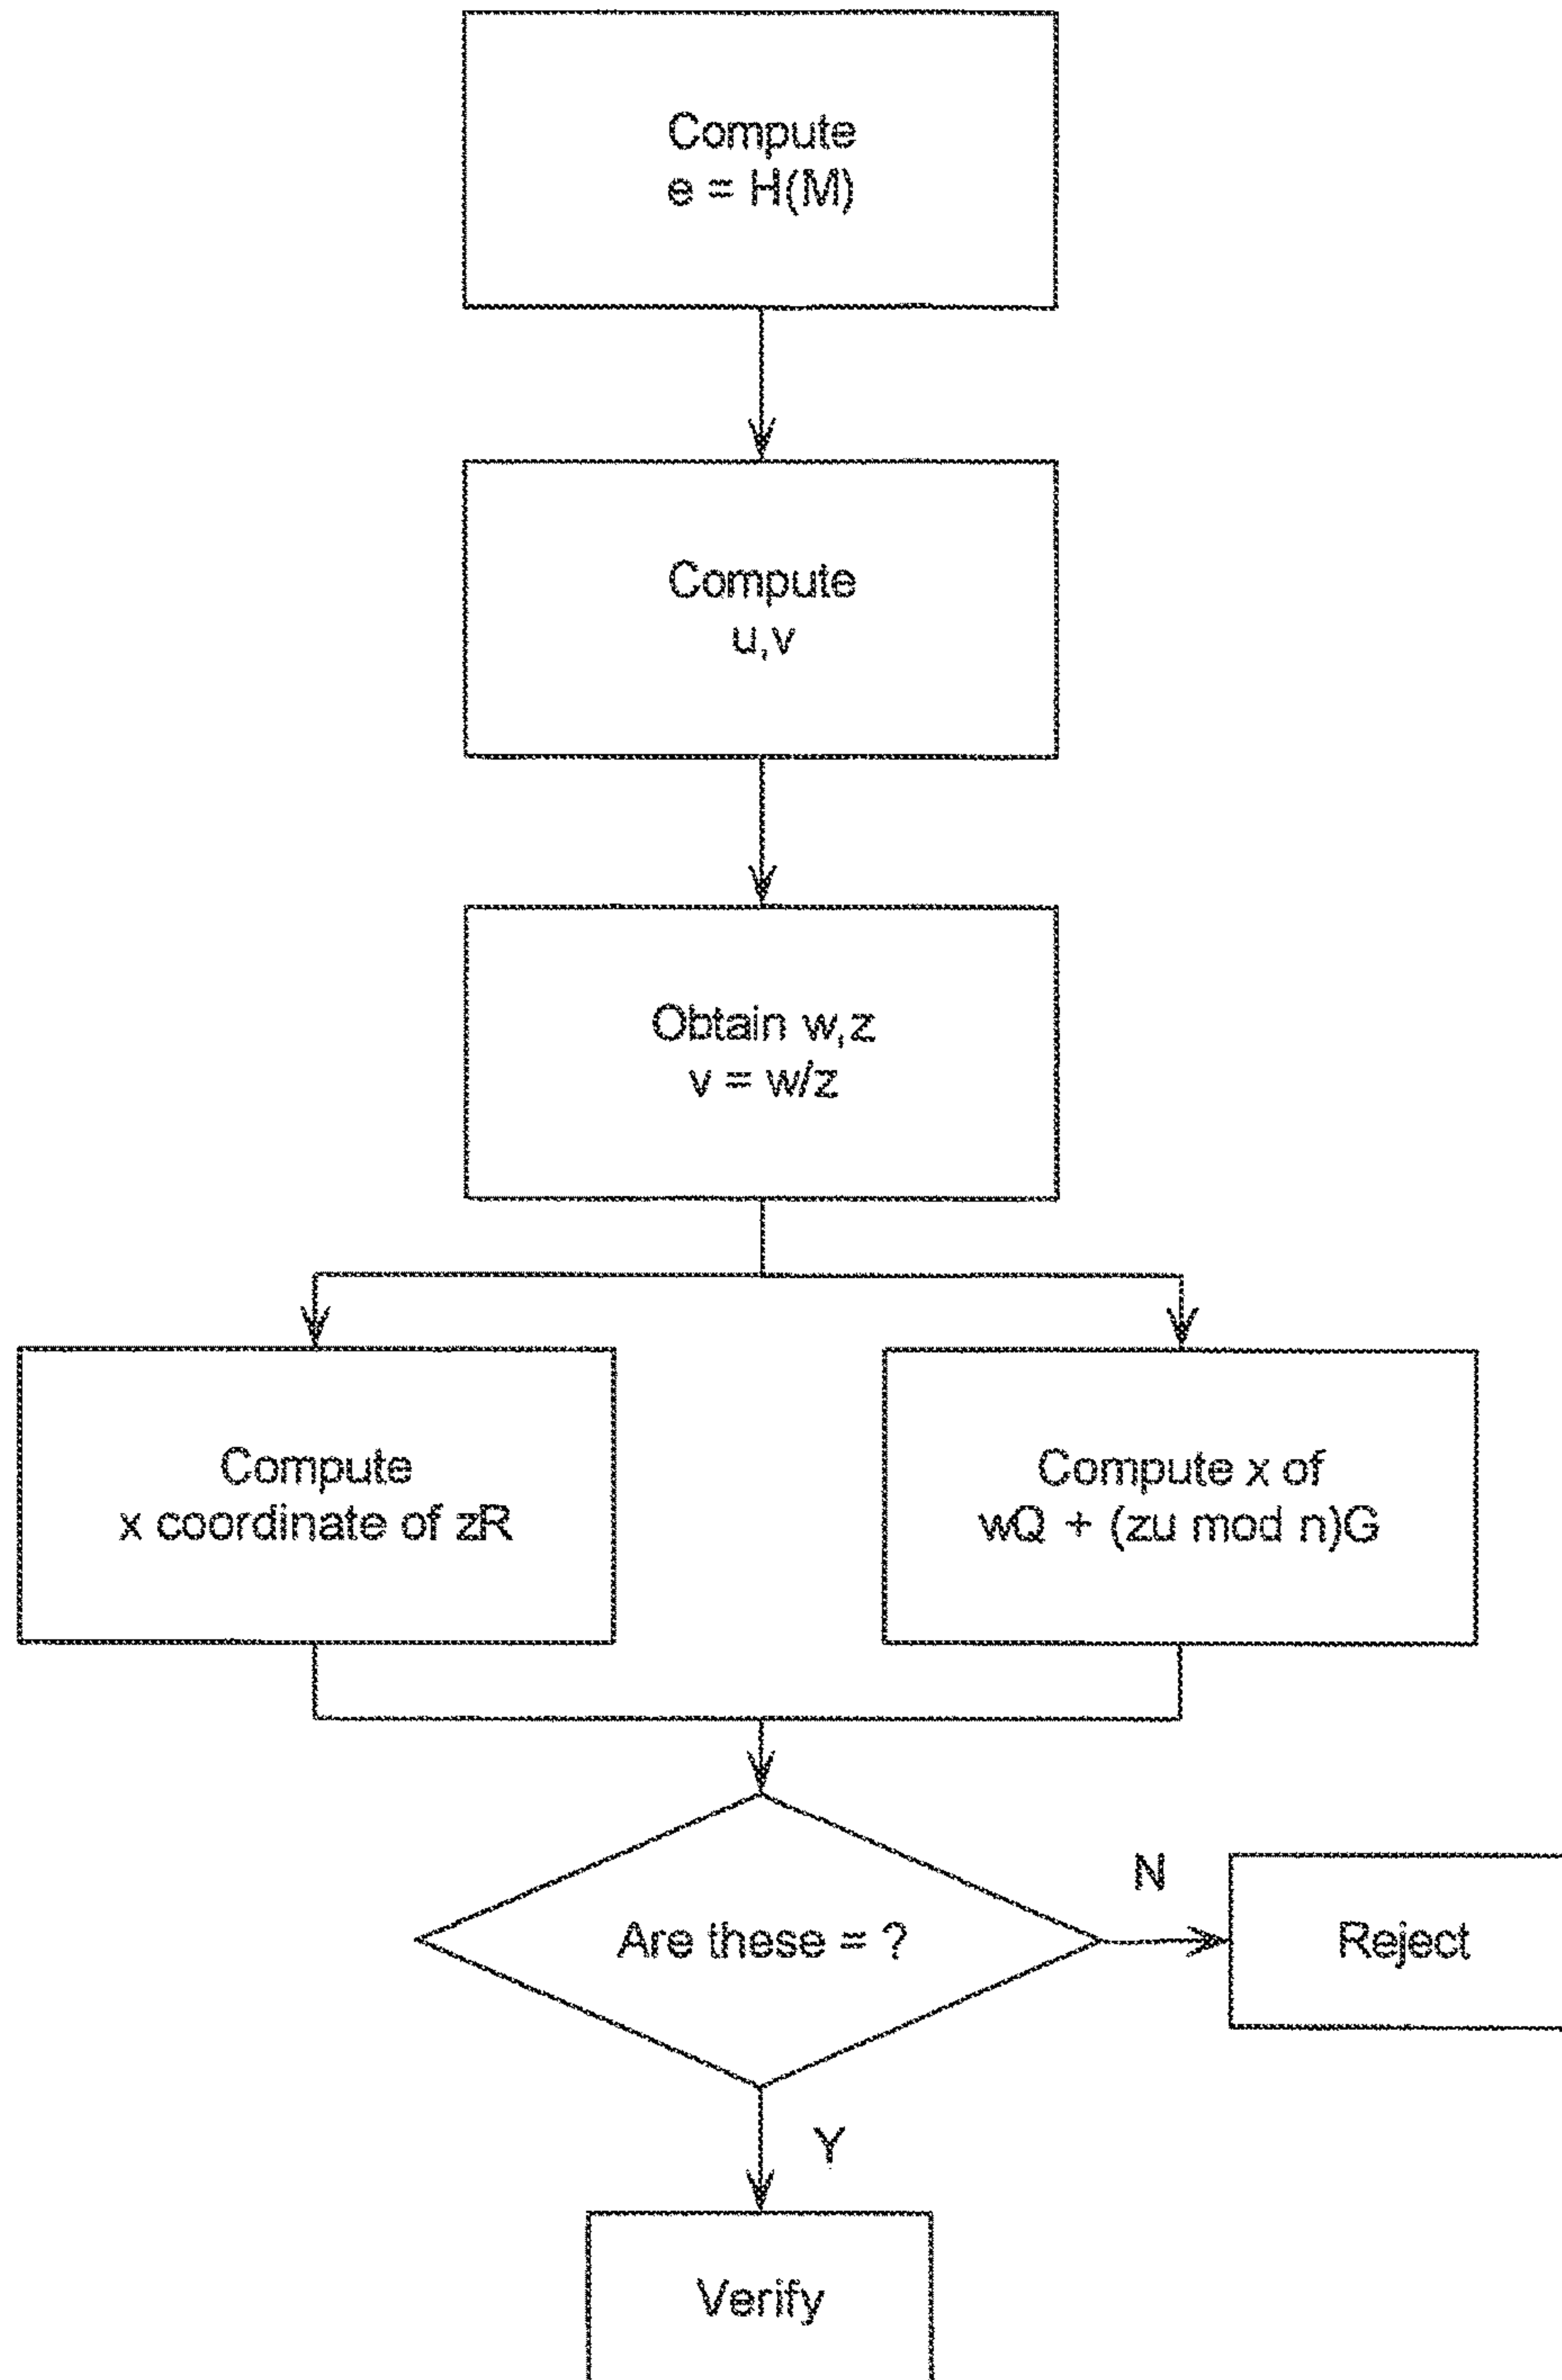 Compute
e = H(M)
Compute
u,v
Obtain w,z
v = w/z
Compute
x coordinate of zR
Compute x of
wQ + (zu mod n)G
Are these = ?
N
Reject
Y
Verify